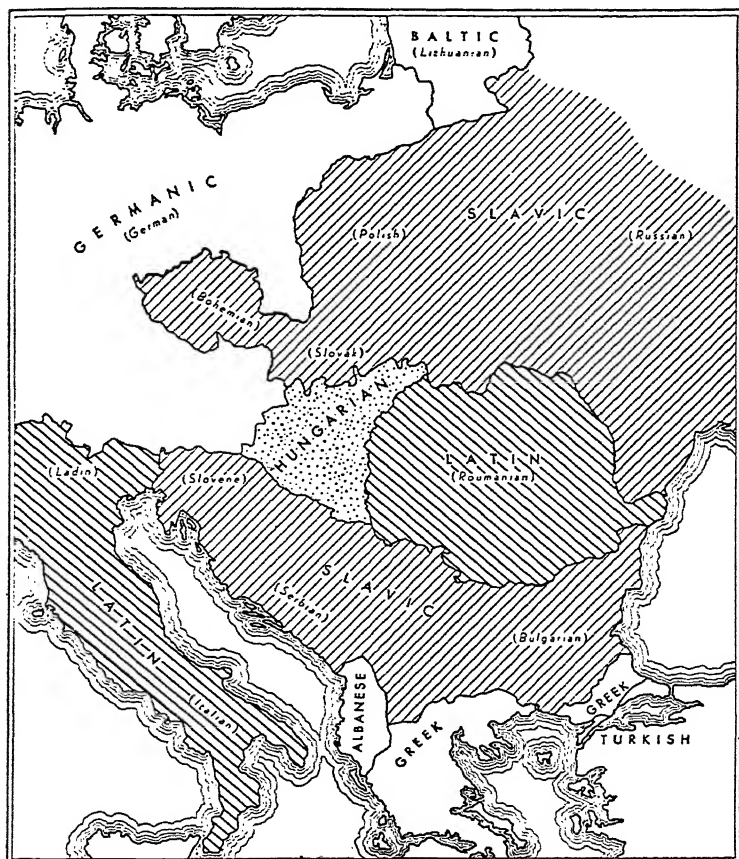 BALTIC
(Lithuanian)
GERMANIC
(German)
SLAVIC
(Polish)
(Russian)
(Bohemian)
(Slovak)
HUNGARIAN
LATIN
(Roumanian)
(Ladin)
(Slovene)
SLAVIC
(Serbian)
(Bulgarian)
LATIN
(Italian)
ALBANESE
GREEK
GREEK
TURKISH